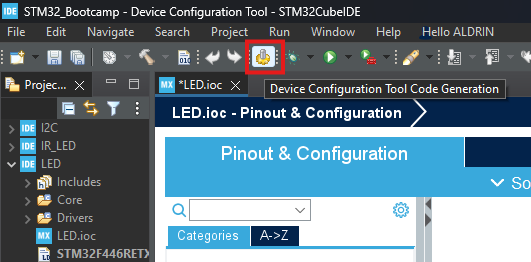 IDE STM32_Bootcamp - Device Configuration Tool - STM32CubeIDE
File Edit Navigate Search Project Run Window Help Hello ALDRIN
010
Projec...
MX *LED.ioc
Device Configuration Tool Code Generation
LED.ioc - Pinout & Configuration
IDE I2C
IDE IR_LED
IDE LED
Includes
Core
Drivers
MX LED.ioc
STM32F446RETX
Pinout & Configuration
So
Categories A->Z